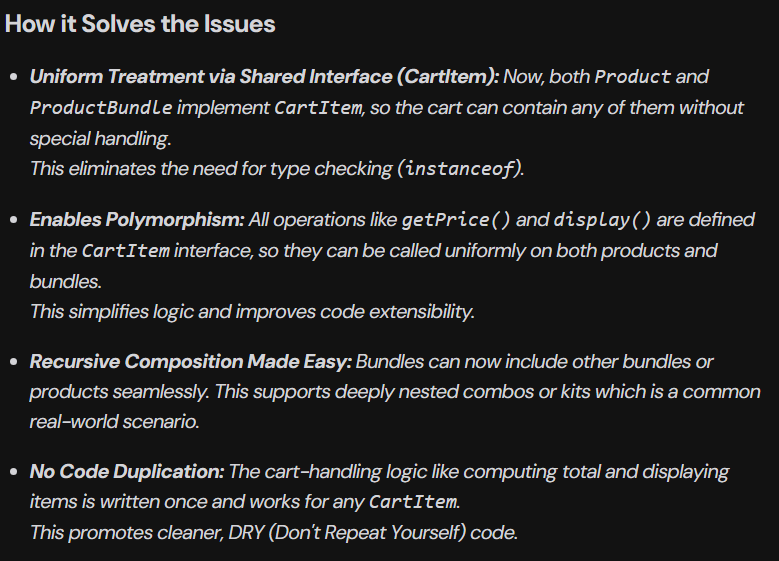 How it Solves the Issues
• Uniform Treatment via Shared Interface (CartItem): Now, both Product and
ProductBundle implement CartItem, so the cart can contain any of them without
special handling.
This eliminates the need for type checking (instanceof).
• Enables Polymorphism: All operations like getPrice() and display() are defined
in the CartItem interface, so they can be called uniformly on both products and
bundles.
This simplifies logic and improves code extensibility.
• Recursive Composition Made Easy: Bundles can now include other bundles or
products seamlessly. This supports deeply nested combos or kits which is a common
real-world scenario.
• No Code Duplication: The cart-handling logic like computing total and displaying
items is written once and works for any CartItem.
This promotes cleaner, DRY (Don't Repeat Yourself) code.